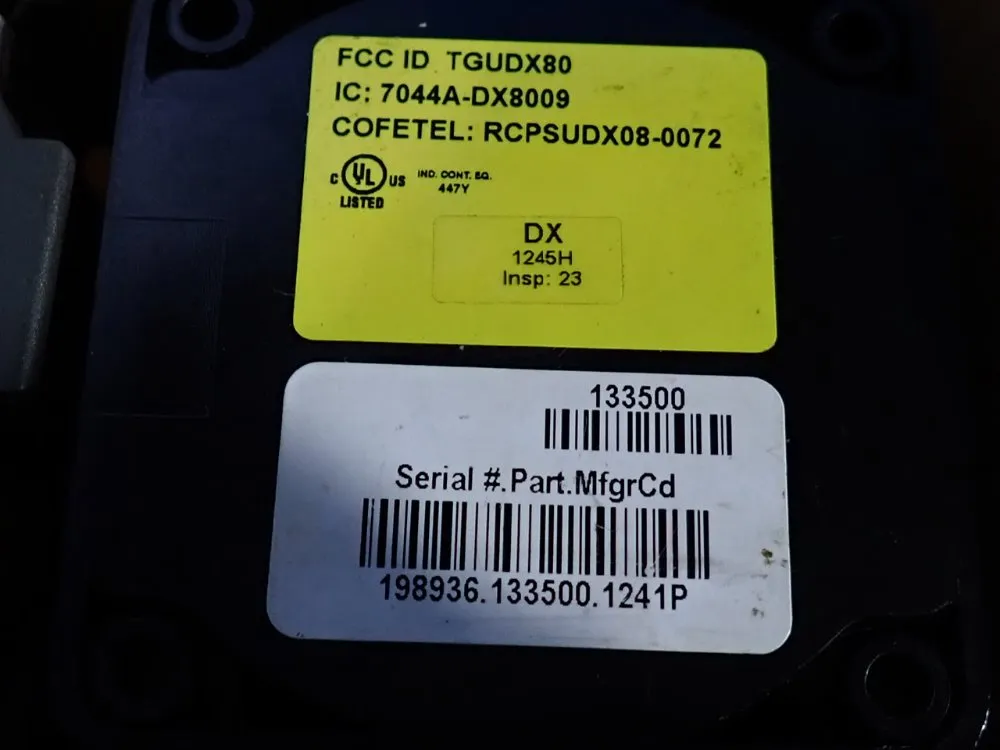 FCC ID TGUDX80
IC: 7044A-DX8009
COFETEL: RCPSUDX08-0072
C UL US
LISTED
IND. CONT. EQ.
447Y
DX
1245H
Insp: 23
133500
Serial #.Part.MfgrCd
198936.133500.1241P